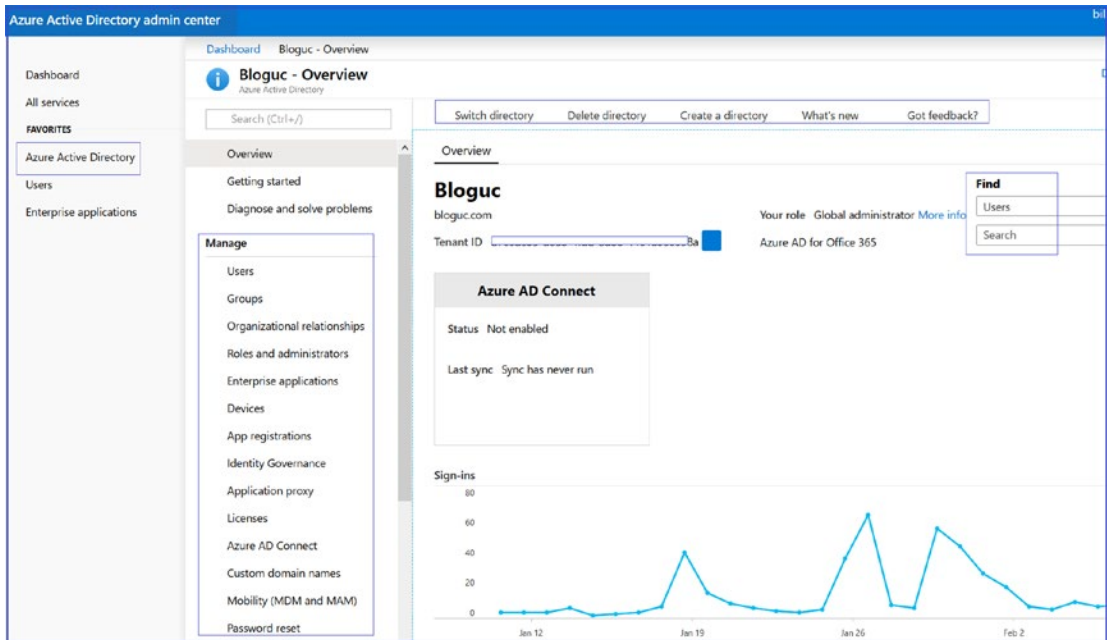 Azure Active Directory admin center
bil
Dashboard
All services
FAVORITES
Azure Active Directory
Users
Enterprise applications
Dashboard Bloguc - Overview
Bloguc - Overview
Azure Active Directory
Search (Ctrl+/)
Overview
Getting started
Diagnose and solve problems
Manage
Users
Groups
Organizational relationships
Roles and administrators
Enterprise applications
Devices
App registrations
Identity Governance
Application proxy
Licenses
Azure AD Connect
Custom domain names
Mobility (MDM and MAM)
Password reset
Switch directory Delete directory Create a directory What's new Got feedback?
Overview
Bloguc
bloguc.com
Tenant ID 8a
Your role Global administrator More info
Azure AD for Office 365
Find
Users
Search
Azure AD Connect
Status Not enabled
Last sync Sync has never run
Sign-ins
80
60
40
20
0
Jan 12 Jan 19 Jan 26 Feb 2